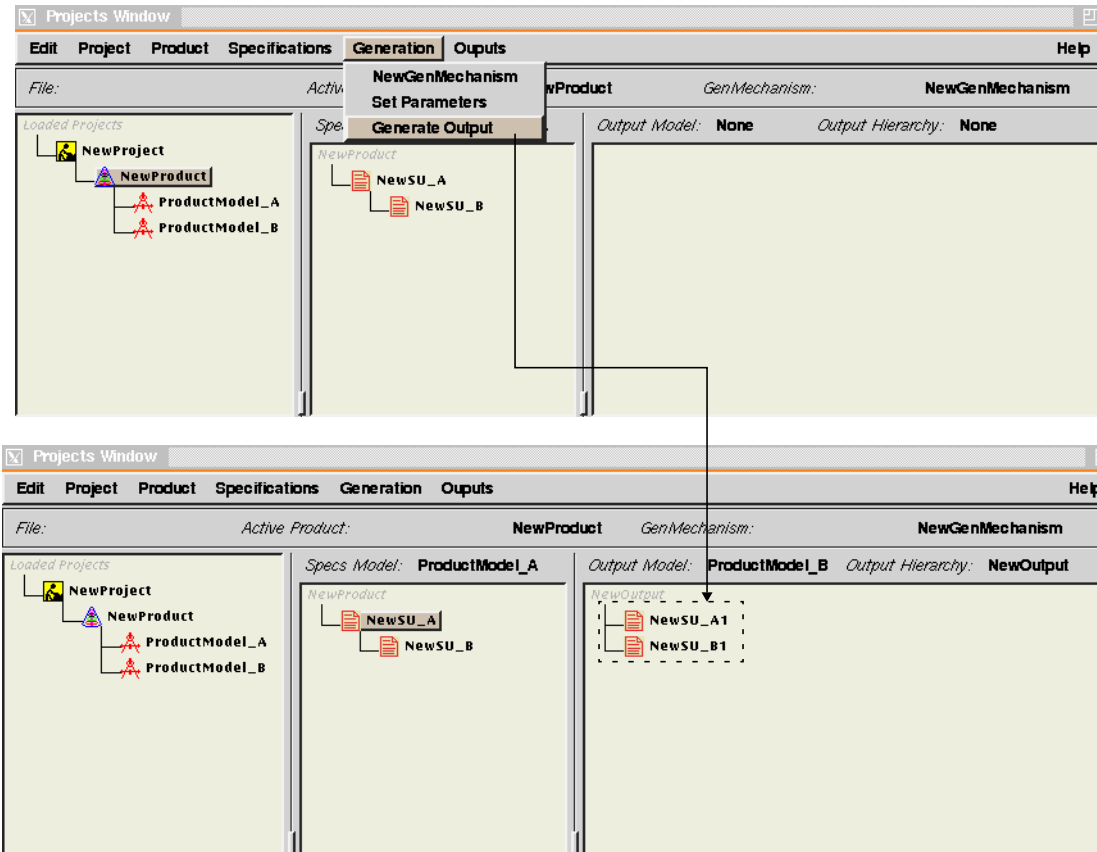 Projects Window
Edit Project Product Specifications Generation Ouputs Help
NewGenMechanism
Set Parameters
Generate Output
File: Activ wProduct GenMechanism: NewGenMechanism
Loaded Projects
NewProject
NewProduct
ProductModel_A
ProductModel_B
Spe
NewProduct
NewSU_A
NewSU_B
Output Model: None Output Hierarchy: None
Projects Window
Edit Project Product Specifications Generation Ouputs Help
File: Active Product: NewProduct GenMechanism: NewGenMechanism
Loaded Projects
NewProject
NewProduct
ProductModel_A
ProductModel_B
Specs Model: ProductModel_A
NewProduct
NewSU_A
NewSU_B
Output Model: ProductModel_B Output Hierarchy: NewOutput
NewOutput
NewSU_A1
NewSU_B1